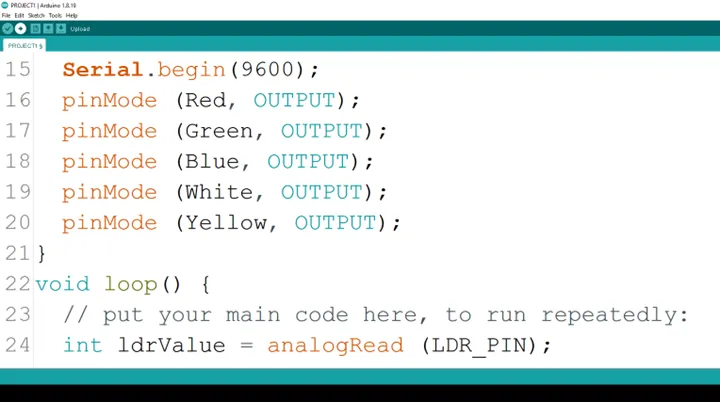 PROJECT1 | Arduino 1.8.19
File Edit Sketch Tools Help
Upload
PROJECT1 §
15 Serial.begin(9600);
16 pinMode (Red, OUTPUT);
17 pinMode (Green, OUTPUT);
18 pinMode (Blue, OUTPUT);
19 pinMode (White, OUTPUT);
20 pinMode (Yellow, OUTPUT);
21 }
22 void loop() {
23 // put your main code here, to run repeatedly:
24 int ldrValue = analogRead (LDR_PIN);